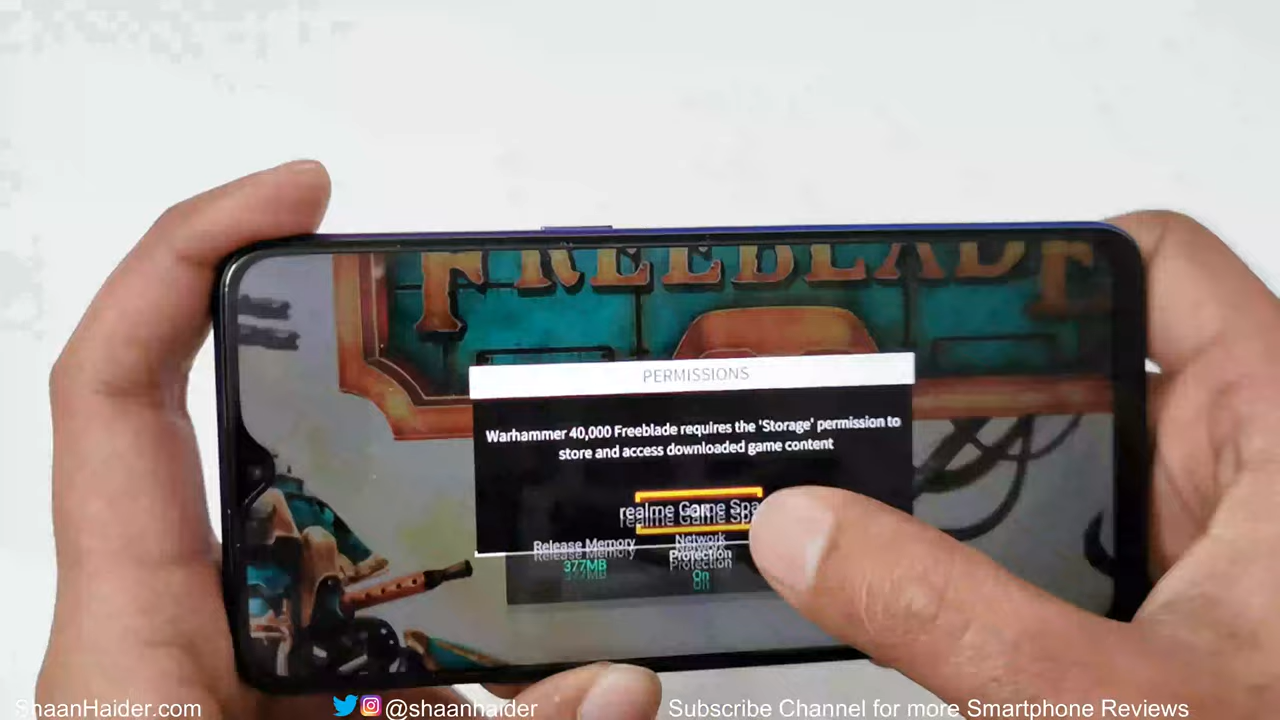 FREEBLADE
PERMISSIONS
Warhammer 40,000 Freeblade requires the 'Storage' permission to
store and access downloaded game content
realme Game Spa
Release Memory
377MB
Network
Protection
On
ShaanHaider.com
@shaanhaider
Subscribe Channel for more Smartphone Reviews